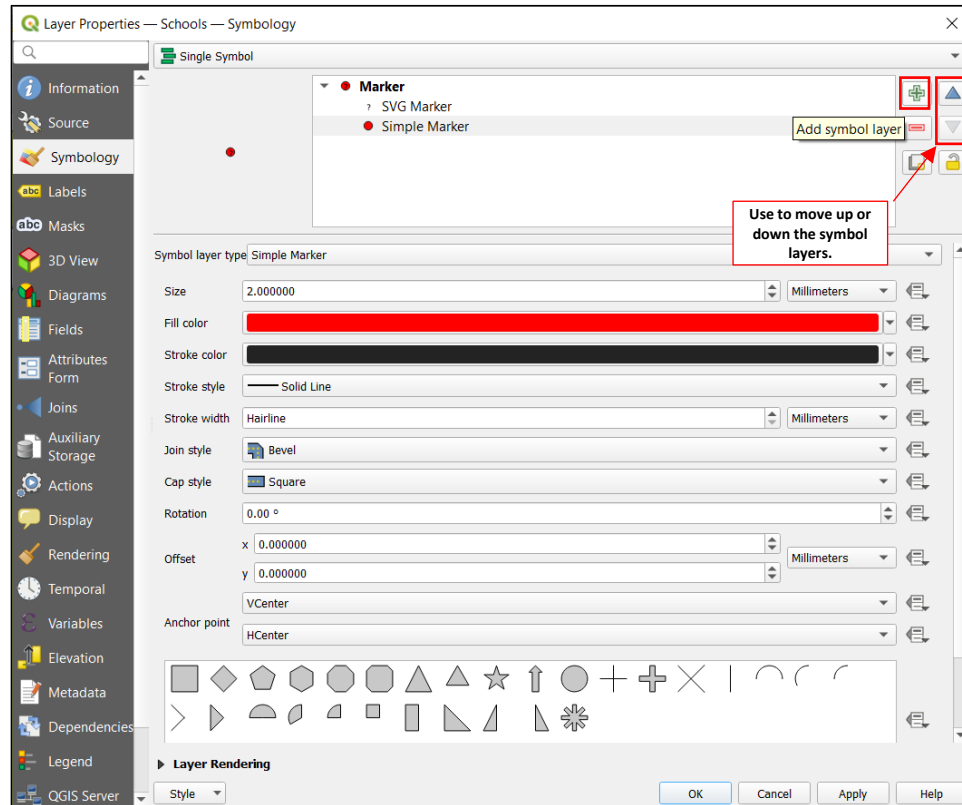 Layer Properties — Schools — Symbology
Single Symbol
Information
Source
Symbology
Labels
Masks
3D View
Diagrams
Fields
Attributes
Form
Joins
Auxiliary
Storage
Actions
Display
Rendering
Temporal
Variables
Elevation
Metadata
Dependencies
Legend
QGIS Server
abc
abc
Marker
? SVG Marker
Simple Marker
Add symbol layer
Use to move up or
down the symbol
layers.
Symbol layer type Simple Marker
Size 2.000000 Millimeters
Fill color
Stroke color
Stroke style Solid Line
Stroke width Hairline Millimeters
Join style Bevel
Cap style Square
Rotation 0.00 °
Offset x 0.000000 Millimeters
y 0.000000
Anchor point VCenter
HCenter
Layer Rendering
Style OK Cancel Apply Help